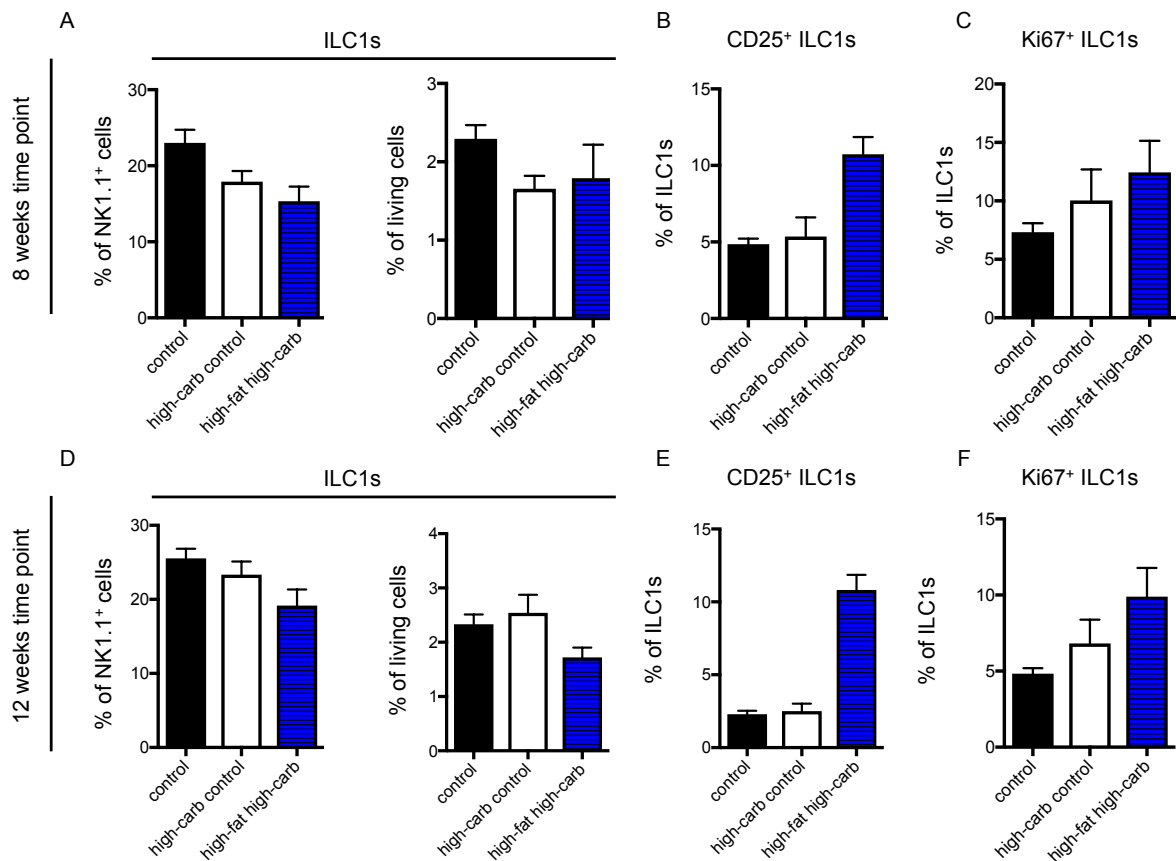 A
B
C
ILC1s
CD25⁺ ILC1s
Ki67⁺ ILC1s
8 weeks time point
% of NK1.1⁺ cells
30
20
10
0
control
high-carb control
high-fat high-carb
% of living cells
3
2
1
0
control
high-carb control
high-fat high-carb
% of ILC1s
15
10
5
0
control
high-carb control
high-fat high-carb
% of ILC1s
20
15
10
5
0
control
high-carb control
high-fat high-carb
D
E
F
ILC1s
CD25⁺ ILC1s
Ki67⁺ ILC1s
12 weeks time point
% of NK1.1⁺ cells
30
20
10
0
control
high-carb control
high-fat high-carb
% of living cells
4
3
2
1
0
control
high-carb control
high-fat high-carb
% of ILC1s
15
10
5
0
control
high-carb control
high-fat high-carb
% of ILC1s
15
10
5
0
control
high-carb control
high-fat high-carb